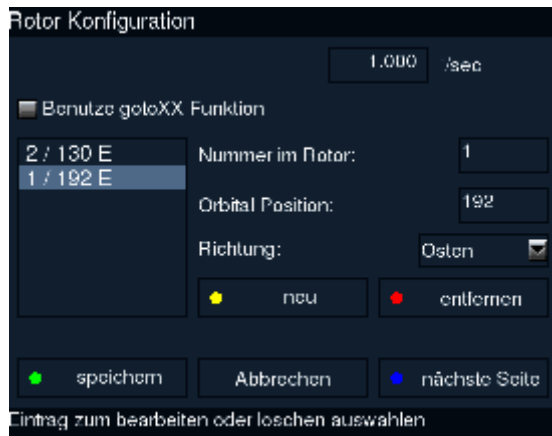 Rotor Konfiguration
1.000 °/sec
Benutze gotoXX Funktion
2 / 130 E
1 / 192 E
Nummer im Rotor:
1
Orbital Position:
192
Richtung:
Osten
neu
entfernen
speichern
Abbrechen
nächste Seite
Eintrag zum bearbeiten oder loschen auswahlen